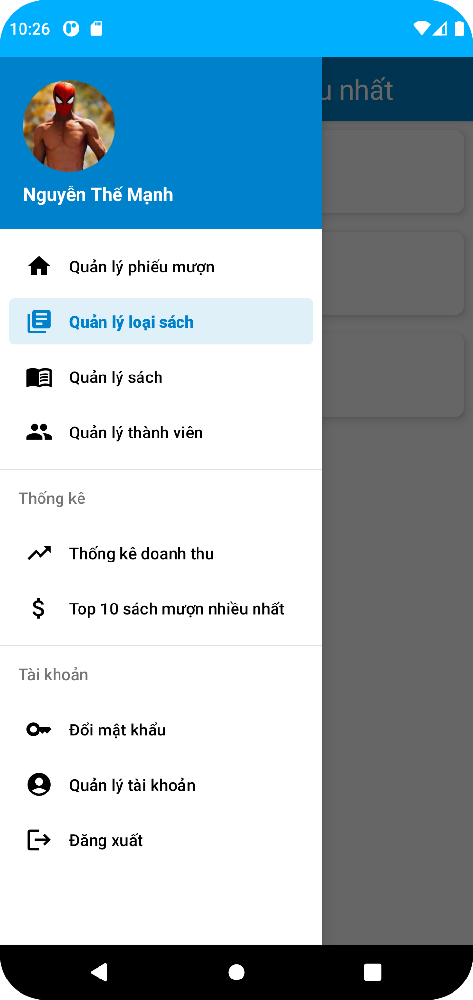 10:26
u nhất
Nguyễn Thế Mạnh
Quản lý phiếu mượn
Quản lý loại sách
Quản lý sách
Quản lý thành viên
Thống kê
Thống kê doanh thu
Top 10 sách mượn nhiều nhất
Tài khoản
Đổi mật khẩu
Quản lý tài khoản
Đăng xuất